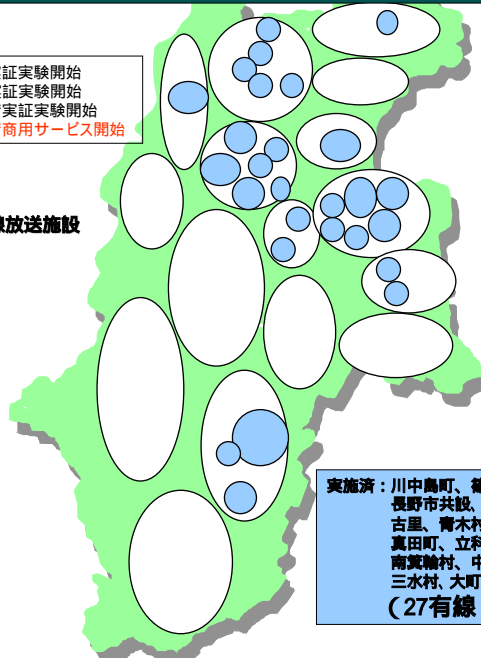 証実験開始
証実験開始
実証実験開始
商用サービス開始
線放送施設
実施済：川中島町、
長野市共設、
古里、青木村
真田町、立科
南箕輪村、中
三水村、大町
（27有線